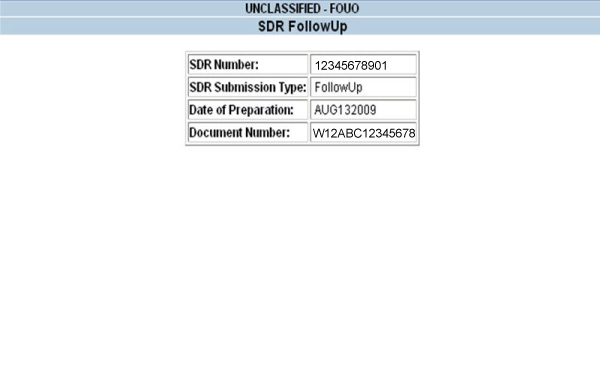 UNCLASSIFIED - FOUO
SDR FollowUp
SDR Number: 12345678901
SDR Submission Type: FollowUp
Date of Preparation: AUG132009
Document Number: W12ABC12345678